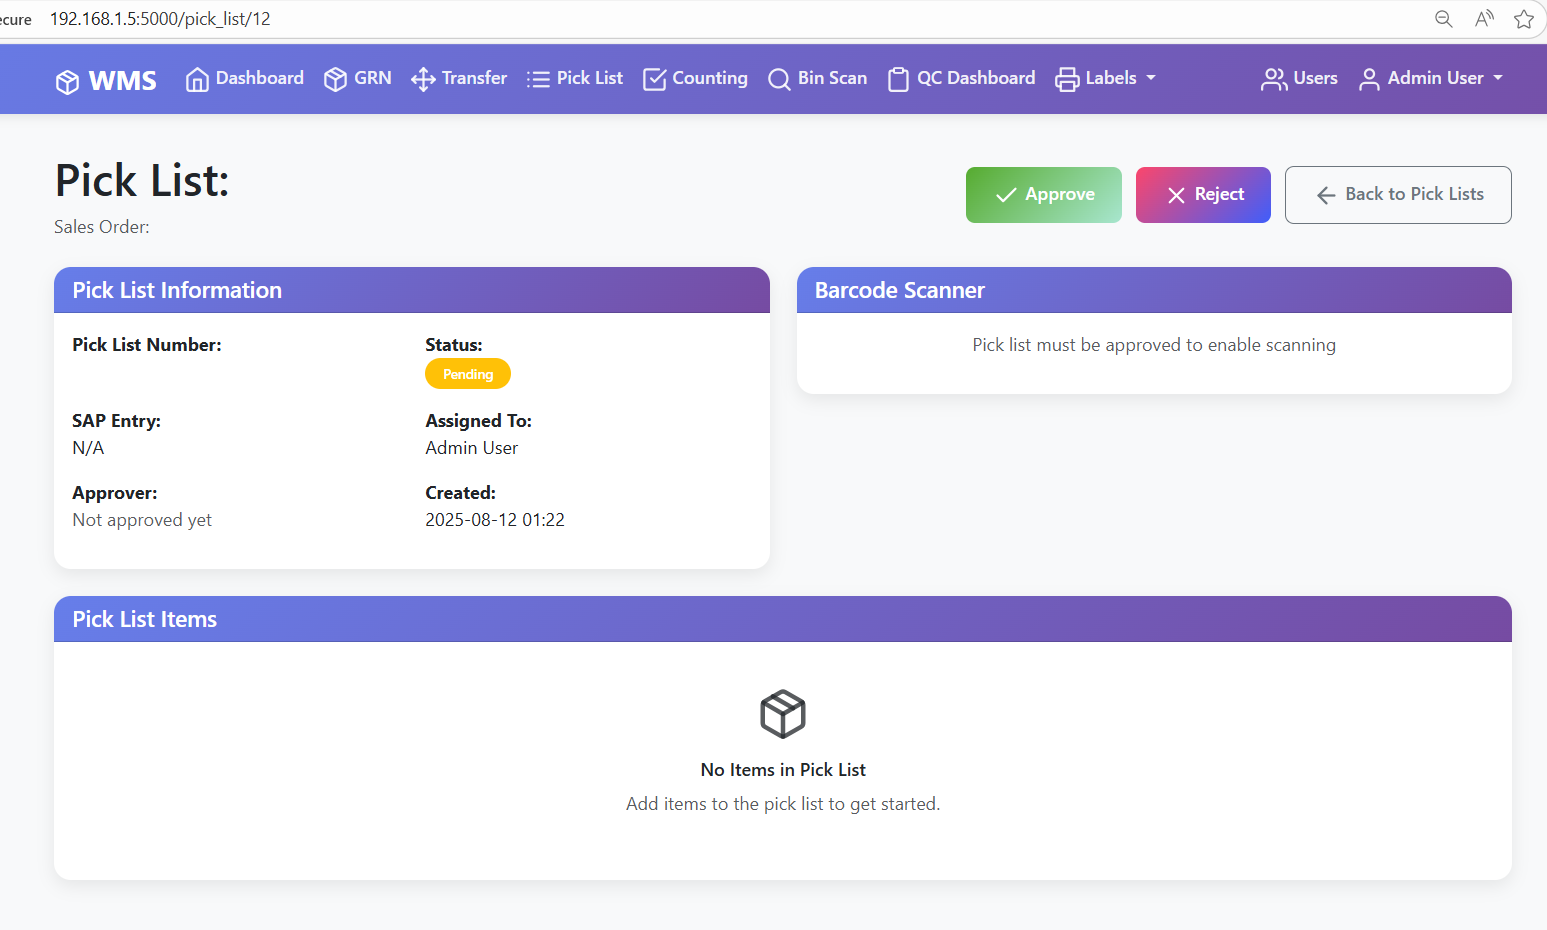 ecure 192.168.1.5:5000/pick_list/12
WMS Dashboard GRN Transfer Pick List Counting Bin Scan QC Dashboard Labels Users Admin User
Pick List:
Approve Reject Back to Pick Lists
Sales Order:
Pick List Information
Pick List Number:
Status:
Pending
SAP Entry:
N/A
Assigned To:
Admin User
Approver:
Not approved yet
Created:
2025-08-12 01:22
Barcode Scanner
Pick list must be approved to enable scanning
Pick List Items
No Items in Pick List
Add items to the pick list to get started.